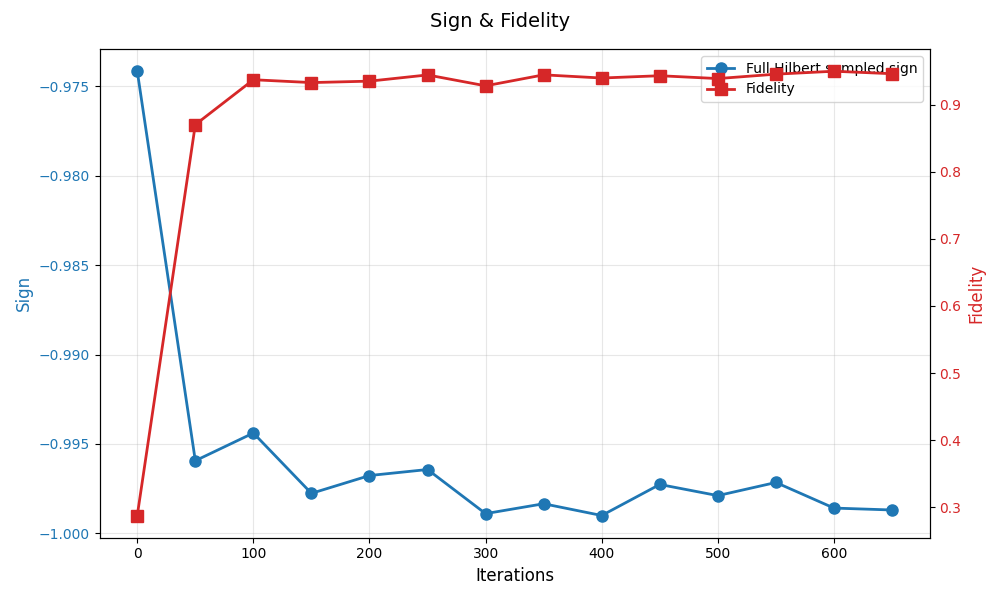 Sign & Fidelity
Full Hilbert sampled sign
Fidelity
−0.975
−0.980
−0.985
−0.990
−0.995
−1.000
Sign
0.9
0.8
0.7
0.6
0.5
0.4
0.3
Fidelity
0 100 200 300 400 500 600
Iterations